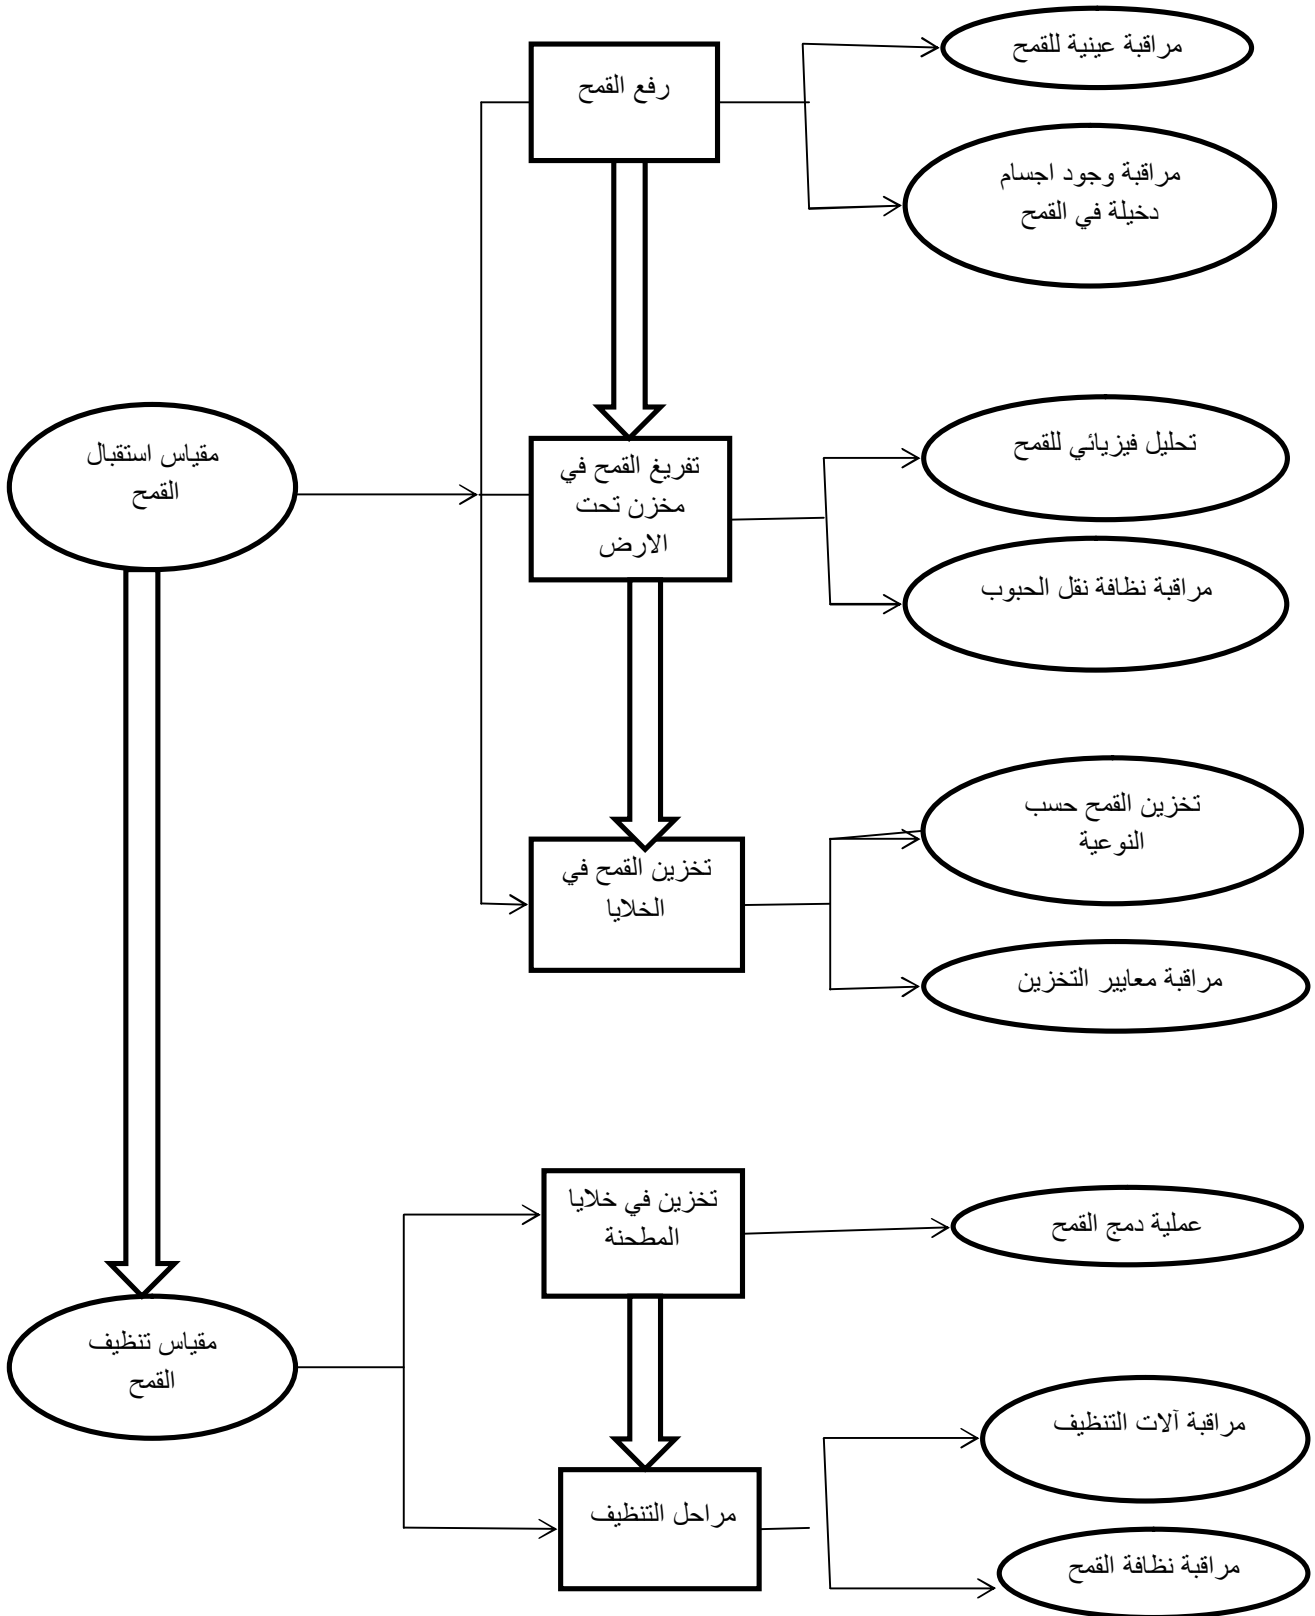 مراقبة عينية للقمح
رفع القمح
مراقبة وجود اجسام
دخيلة في القمح
مقياس استقبال
القمح
تفريغ القمح في
مخزن تحت
الارض
تحليل فيزيائي للقمح
مراقبة نظافة نقل الحبوب
تخزين القمح في
الخلايا
تخزين القمح حسب
النوعية
مراقبة معايير التخزين
مقياس تنظيف
القمح
تخزين في خلايا
المطحنة
عملية دمج القمح
مراحل التنظيف
مراقبة آلات التنظيف
مراقبة نظافة القمح